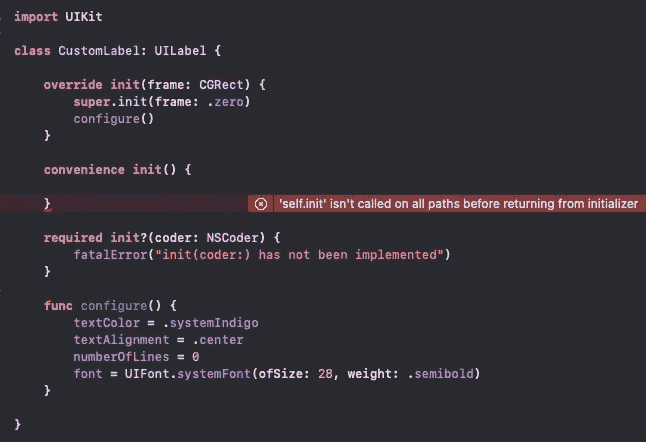 import UIKit
class CustomLabel: UILabel {
override init(frame: CGRect) {
super.init(frame: .zero)
configure()
}
convenience init() {
} 'self.init' isn't called on all paths before returning from initializer
required init?(coder: NSCoder) {
fatalError("init(coder:) has not been implemented")
}
func configure() {
textColor = .systemIndigo
textAlignment = .center
numberOfLines = 0
font = UIFont.systemFont(ofSize: 28, weight: .semibold)
}
}